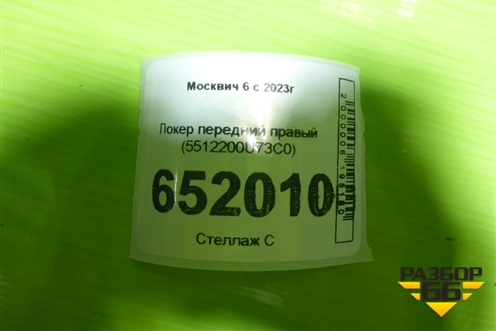 Москвич 6 с 2023г
Локер передний правый
(5512200U73C0)
652010
Стеллаж С
РАЗБОР
66